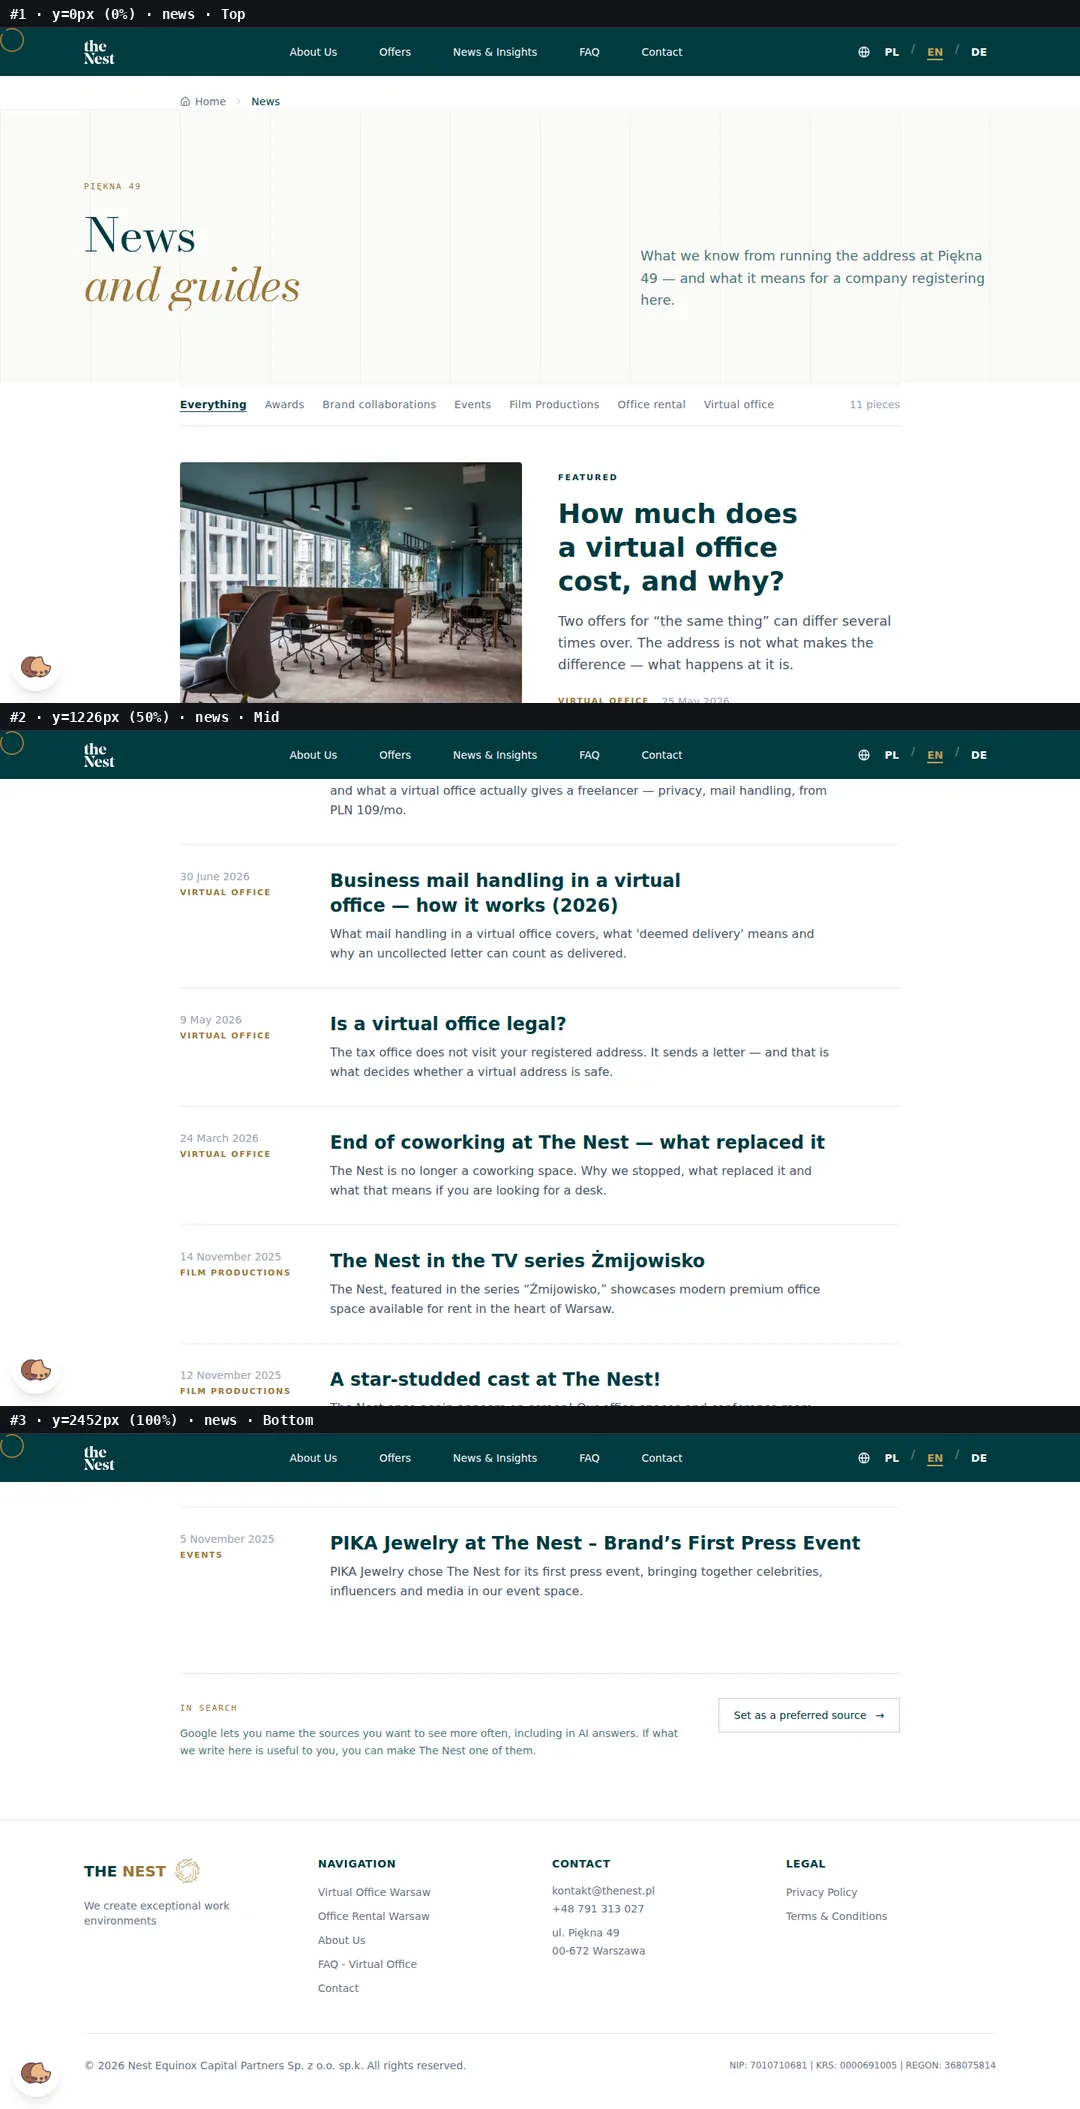 #1 · y=0px (0%) · news · Top
the
Nest
About Us
Offers
News & Insights
FAQ
Contact
PL / EN / DE
Home > News
PIĘKNA 49
News
and guides
What we know from running the address at Piękna
49 — and what it means for a company registering
here.
Everything
Awards
Brand collaborations
Events
Film Productions
Office rental
Virtual office
11 pieces
FEATURED
How much does
a virtual office
cost, and why?
Two offers for “the same thing” can differ several
times over. The address is not what makes the
difference — what happens at it is.
VIRTUAL OFFICE 25 May 2026
#2 · y=1226px (50%) · news · Mid
the
Nest
About Us
Offers
News & Insights
FAQ
Contact
PL / EN / DE
and what a virtual office actually gives a freelancer — privacy, mail handling, from
PLN 109/mo.
30 June 2026
VIRTUAL OFFICE
Business mail handling in a virtual
office — how it works (2026)
What mail handling in a virtual office covers, what 'deemed delivery' means and
why an uncollected letter can count as delivered.
9 May 2026
VIRTUAL OFFICE
Is a virtual office legal?
The tax office does not visit your registered address. It sends a letter — and that is
what decides whether a virtual address is safe.
24 March 2026
VIRTUAL OFFICE
End of coworking at The Nest — what replaced it
The Nest is no longer a coworking space. Why we stopped, what replaced it and
what that means if you are looking for a desk.
14 November 2025
FILM PRODUCTIONS
The Nest in the TV series Żmijowisko
The Nest, featured in the series “Żmijowisko,” showcases modern premium office
space available for rent in the heart of Warsaw.
12 November 2025
FILM PRODUCTIONS
A star-studded cast at The Nest!
The Nest once again appears on screen! Our office spaces and conference room
#3 · y=2452px (100%) · news · Bottom
the
Nest
About Us
Offers
News & Insights
FAQ
Contact
PL / EN / DE
5 November 2025
EVENTS
PIKA Jewelry at The Nest – Brand’s First Press Event
PIKA Jewelry chose The Nest for its first press event, bringing together celebrities,
influencers and media in our event space.
IN SEARCH
Google lets you name the sources you want to see more often, including in AI answers. If what
we write here is useful to you, you can make The Nest one of them.
Set as a preferred source →
THE NEST
We create exceptional work
environments
NAVIGATION
Virtual Office Warsaw
Office Rental Warsaw
About Us
FAQ - Virtual Office
Contact
CONTACT
kontakt@thenest.pl
+48 791 313 027
ul. Piękna 49
00-672 Warszawa
LEGAL
Privacy Policy
Terms & Conditions
© 2026 Nest Equinox Capital Partners Sp. z o.o. sp.k. All rights reserved.
NIP: 7010710681 | KRS: 0000691005 | REGON: 368075814